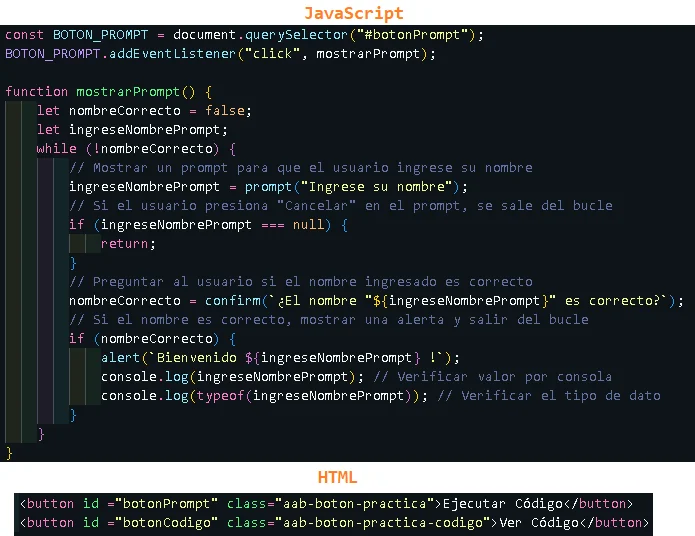 JavaScript
const BOTON_PROMPT = document.querySelector("#botonPrompt");
BOTON_PROMPT.addEventListener("click", mostrarPrompt);
function mostrarPrompt() {
    let nombreCorrecto = false;
    let ingreseNombrePrompt;
    while (!nombreCorrecto) {
        // Mostrar un prompt para que el usuario ingrese su nombre
        ingreseNombrePrompt = prompt("Ingrese su nombre");
        // Si el usuario presiona "Cancelar" en el prompt, se sale del bucle
        if (ingreseNombrePrompt === null) {
            return;
        }
        // Preguntar al usuario si el nombre ingresado es correcto
        nombreCorrecto = confirm(`¿El nombre "${ingreseNombrePrompt}" es correcto?`);
        // Si el nombre es correcto, mostrar una alerta y salir del bucle
        if (nombreCorrecto) {
            alert(`Bienvenido ${ingreseNombrePrompt} !`);
            console.log(ingreseNombrePrompt); // Verificar valor por consola
            console.log(typeof(ingreseNombrePrompt)); // Verificar el tipo de dato
        }
    }
}
HTML
<button id ="botonPrompt" class="aab-boton-practica">Ejecutar Código</button>
<button id ="botonCodigo" class="aab-boton-practica-codigo">Ver Código</button>